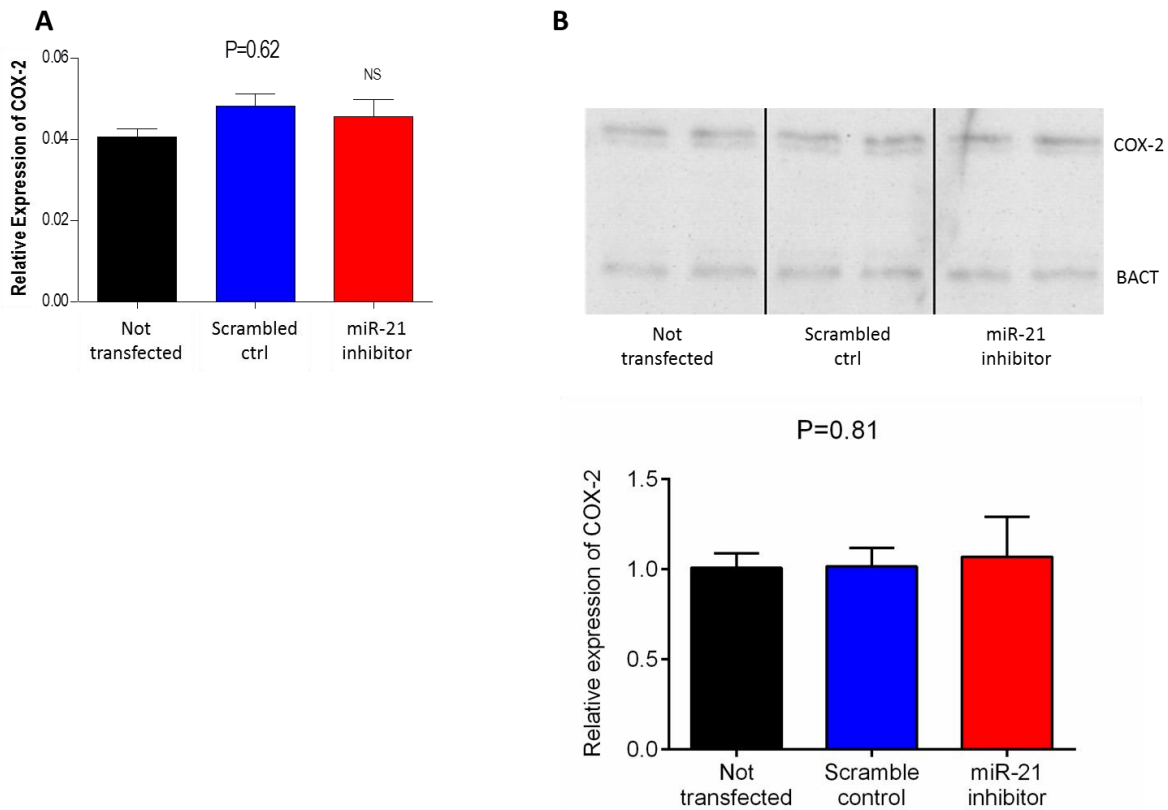 A
P=0.62
NS
0.06
0.04
0.02
0.00
Relative Expression of COX-2
Not
transfected
Scrambled
ctrl
miR-21
inhibitor
B
COX-2
BACT
Not
transfected
Scrambled
ctrl
miR-21
inhibitor
P=0.81
1.5
1.0
0.5
0.0
Relative expression of COX-2
Not
transfected
Scramble
control
miR-21
inhibitor